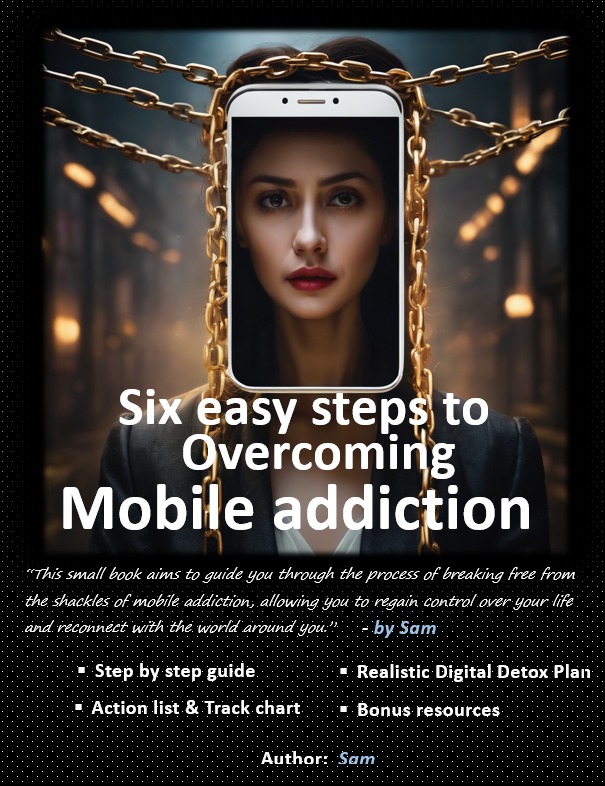 Six easy steps to
Overcoming
Mobile addiction
“This small book aims to guide you through the process of breaking free from
the shackles of mobile addiction, allowing you to regain control over your life
and reconnect with the world around you.” - by Sam
▪ Step by step guide
▪ Realistic Digital Detox Plan
▪ Action list & Track chart
▪ Bonus resources
Author: Sam